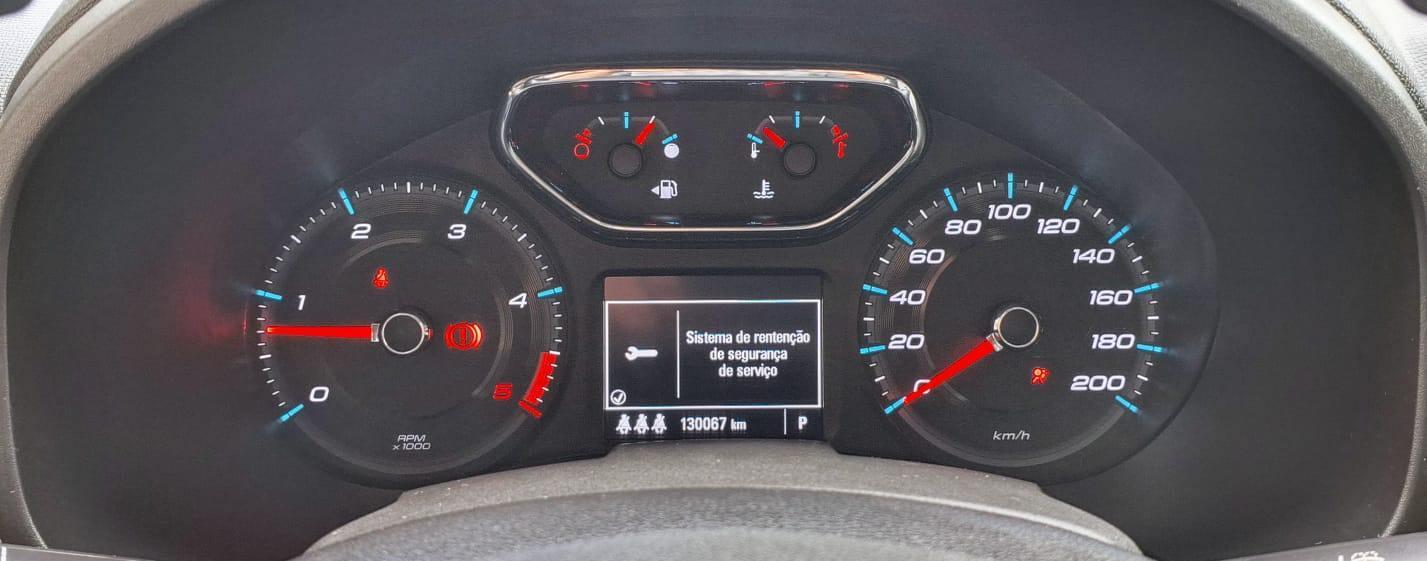 0
1
2
3
4
5
RPM
x1000
Sistema de rentenção
de segurança
de serviço
130067 km
P
0
20
40
60
80
100
120
140
160
180
200
km/h